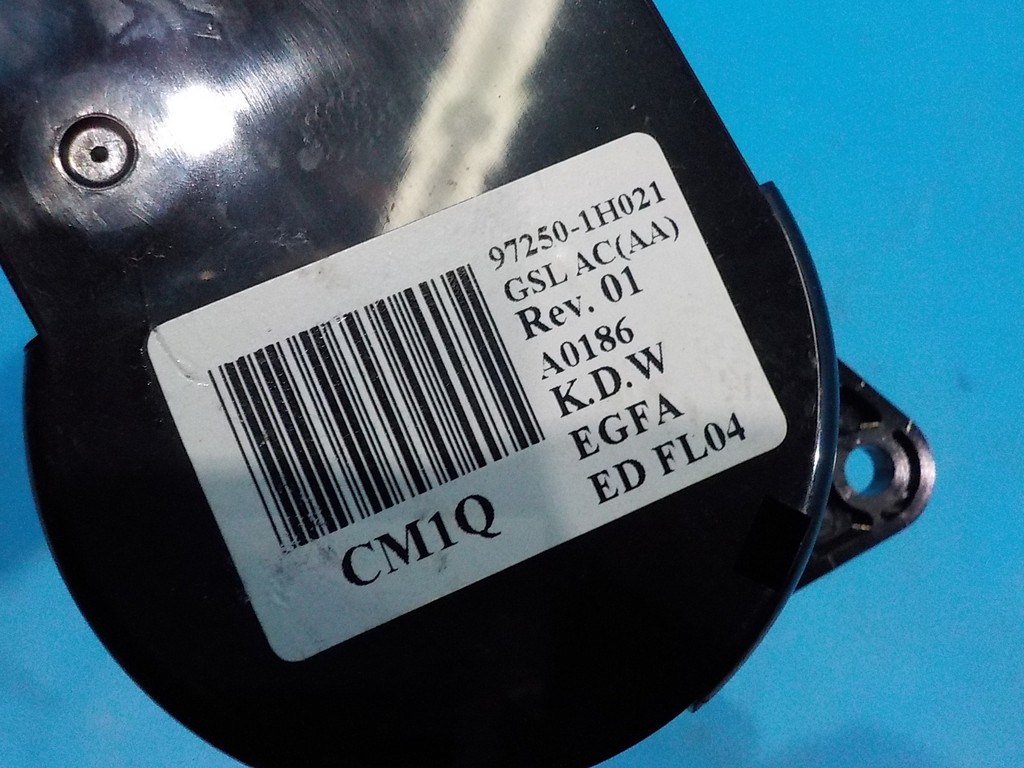 97250-1H021
GSL AC(AA)
Rev. 01
A0186
K.D.W
EGFA
ED FL04
CM1Q